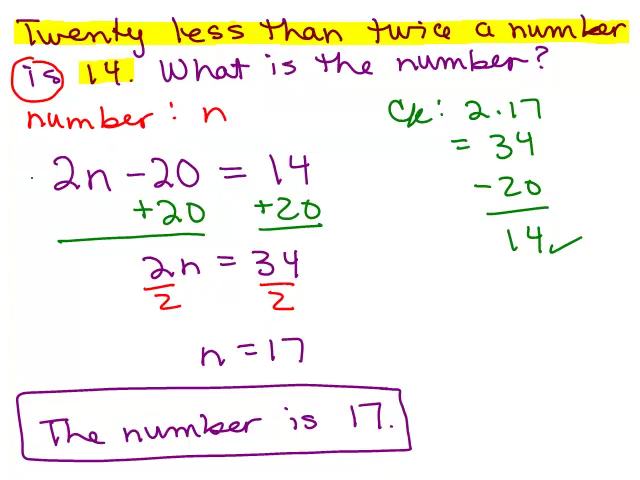 Twenty less than twice a number
is 14. What is the number?
number: n
2n - 20 = 14
+20 +20
2n = 34
2 2
n = 17
The number is 17.
Ck: 2·17
= 34
-20
14 ✓